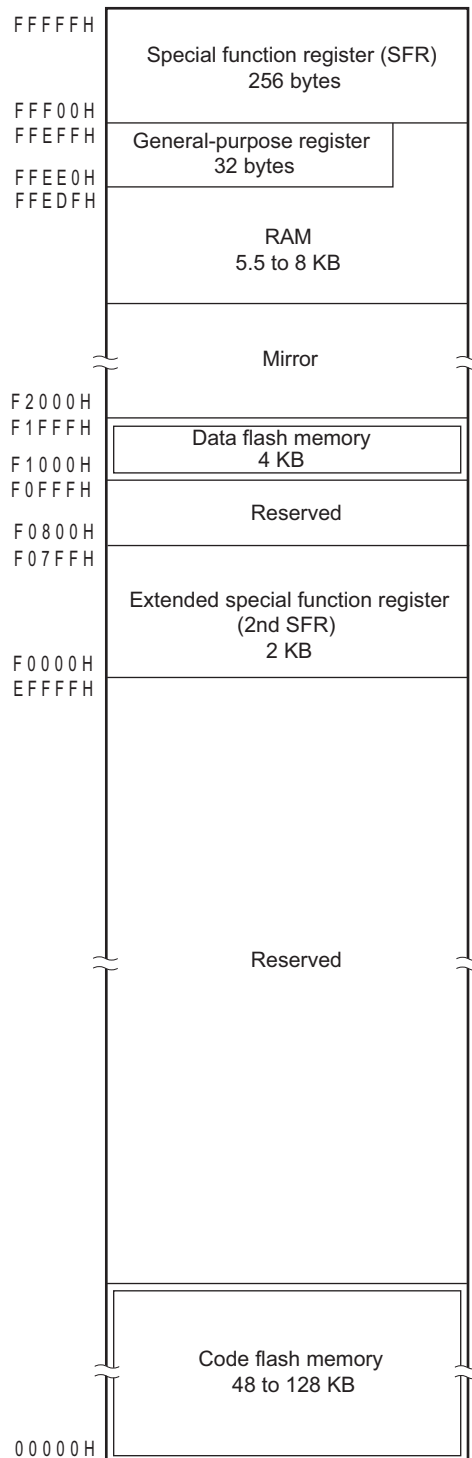 FFFFFH
Special function register (SFR)
256 bytes
FFF00H
FFEFFH
General-purpose register
32 bytes
FFEE0H
FFEDFH
RAM
5.5 to 8 KB
Mirror
F2000H
F1FFFH
Data flash memory
4 KB
F1000H
F0FFFH
Reserved
F0800H
F07FFH
Extended special function register
(2nd SFR)
2 KB
F0000H
EFFFFH
Reserved
Code flash memory
48 to 128 KB
00000H